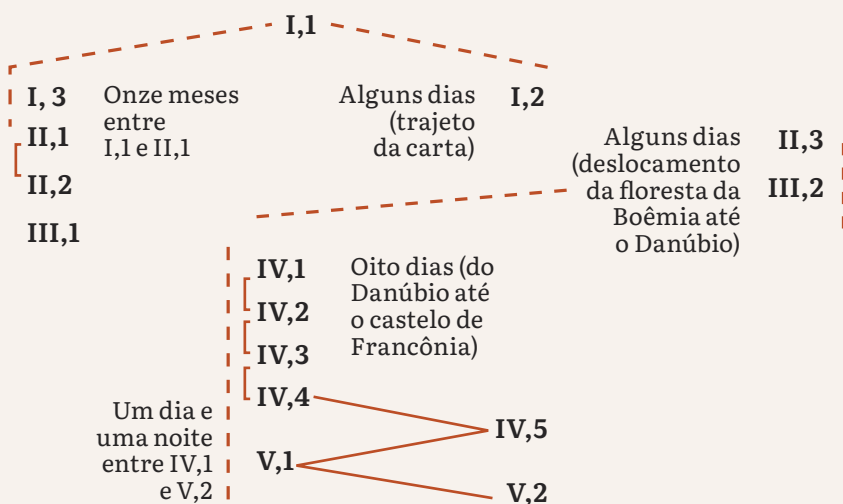 I,1
I, 3
II,1
II,2
III,1
Onze meses
entre
I,1 e II,1
Alguns dias
(trajeto
da carta)
I,2
Alguns dias
(deslocamento
da floresta da
Boêmia até
o Danúbio)
II,3
III,2
IV,1
IV,2
IV,3
IV,4
Oito dias (do
Danúbio até
o castelo de
Francônia)
Um dia e
uma noite
entre IV,1
e V,2
V,1
IV,5
V,2